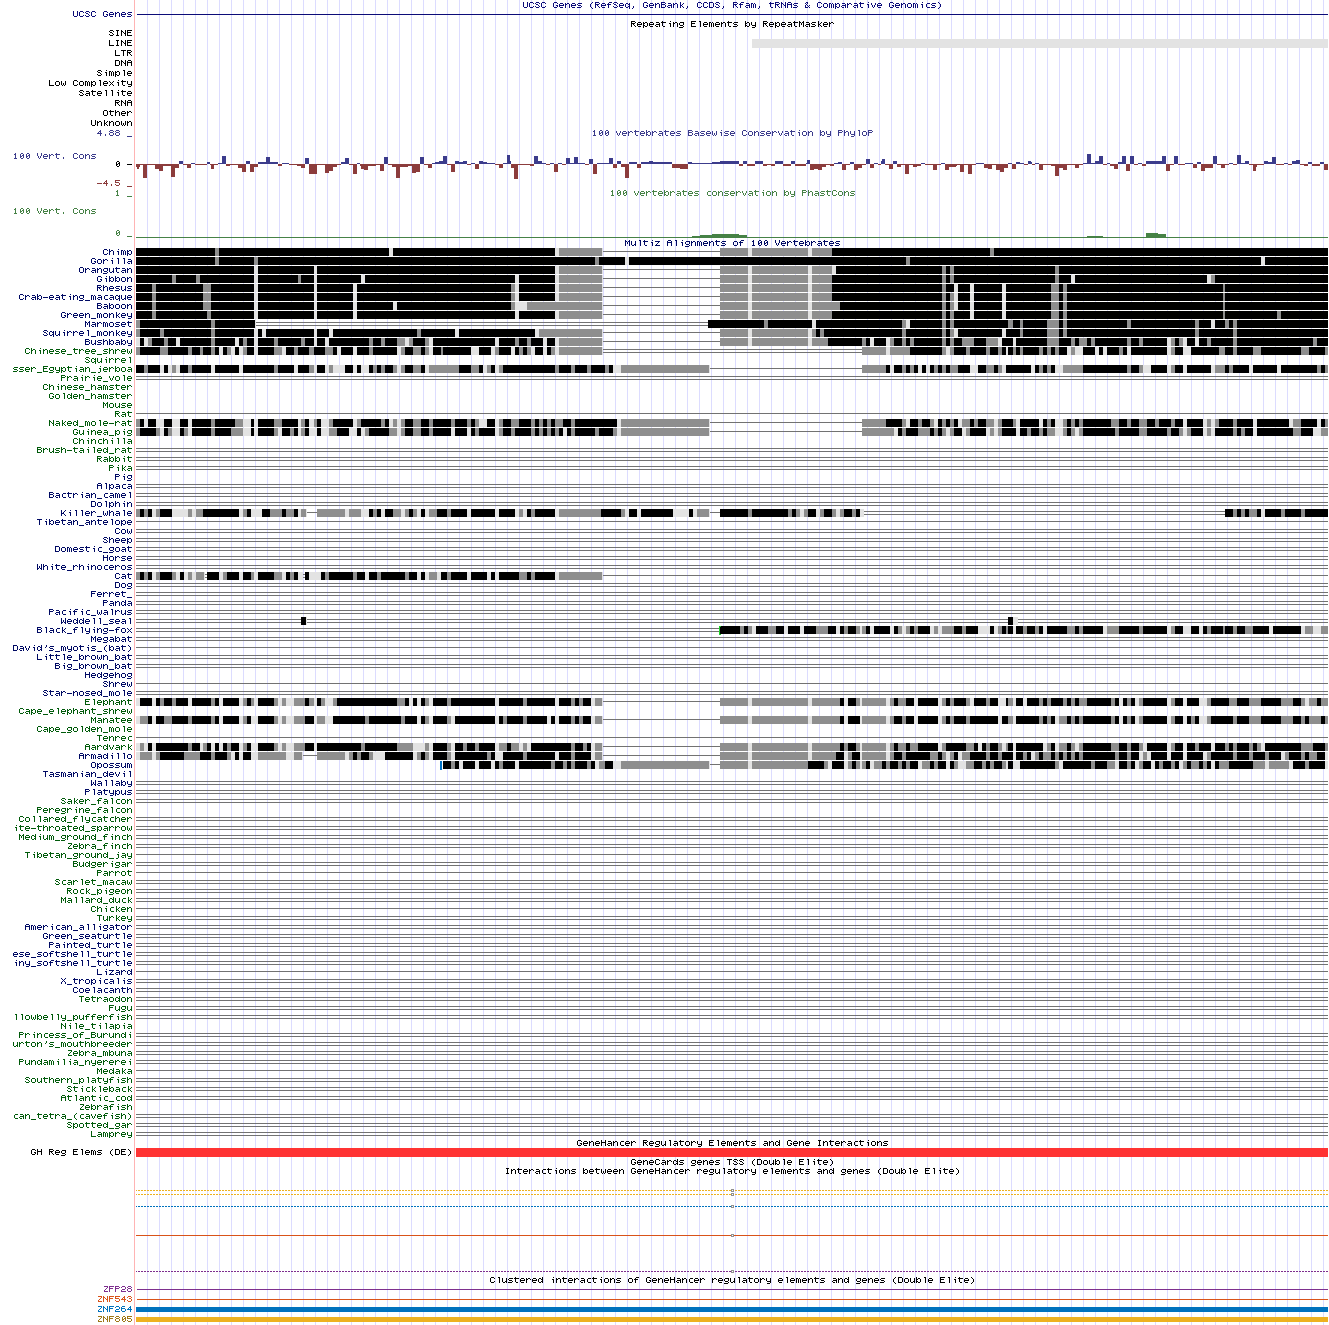 UCSC Genes (RefSeq, GenBank, CCDS, Rfam, tRNAs & Comparative Genomics)
UCSC Genes
Repeating Elements by RepeatMasker
SINE
LINE
LTR
DNA
Simple
Low Complexity
Satellite
RNA
Other
Unknown
4.88 _
100 vertebrates Basewise Conservation by PhyloP
100 Vert. Cons
0 _
-4.5 _
1 _
100 vertebrates conservation by PhastCons
100 Vert. Cons
0 _
Multiz Alignments of 100 Vertebrates
Chimp
Gorilla
Orangutan
Gibbon
Rhesus
Crab-eating_macaque
Baboon
Green_monkey
Marmoset
Squirrel_monkey
Bushbaby
Chinese_tree_shrew
Squirrel
sser_Egyptian_jerboa
Prairie_vole
Chinese_hamster
Golden_hamster
Mouse
Rat
Naked_mole-rat
Guinea_pig
Chinchilla
Brush-tailed_rat
Rabbit
Pika
Pig
Alpaca
Bactrian_camel
Dolphin
Killer_whale
Tibetan_antelope
Cow
Sheep
Domestic_goat
Horse
White_rhinoceros
Cat
Dog
Ferret_
Panda
Pacific_walrus
Weddell_seal
Black_flying-fox
Megabat
David's_myotis_(bat)
Little_brown_bat
Big_brown_bat
Hedgehog
Shrew
Star-nosed_mole
Elephant
Cape_elephant_shrew
Manatee
Cape_golden_mole
Tenrec
Aardvark
Armadillo
Opossum
Tasmanian_devil
Wallaby
Platypus
Saker_falcon
Peregrine_falcon
Collared_flycatcher
ite-throated_sparrow
Medium_ground_finch
Zebra_finch
Tibetan_ground_jay
Budgerigar
Parrot
Scarlet_macaw
Rock_pigeon
Mallard_duck
Chicken
Turkey
American_alligator
Green_seaturtle
Painted_turtle
ese_softshell_turtle
iny_softshell_turtle
Lizard
X_tropicalis
Coelacanth
Tetraodon
Fugu
llowbelly_pufferfish
Nile_tilapia
Princess_of_Burundi
urton's_mouthbreeder
Zebra_mbuna
Pundamilia_nyererei
Medaka
Southern_platyfish
Stickleback
Atlantic_cod
Zebrafish
can_tetra_(cavefish)
Spotted_gar
Lamprey
GeneHancer Regulatory Elements and Gene Interactions
GH Reg Elems (DE)
GeneCards genes TSS (Double Elite)
Interactions between GeneHancer regulatory elements and genes (Double Elite)
Clustered interactions of GeneHancer regulatory elements and genes (Double Elite)
ZFP28
ZNF543
ZNF264
ZNF805